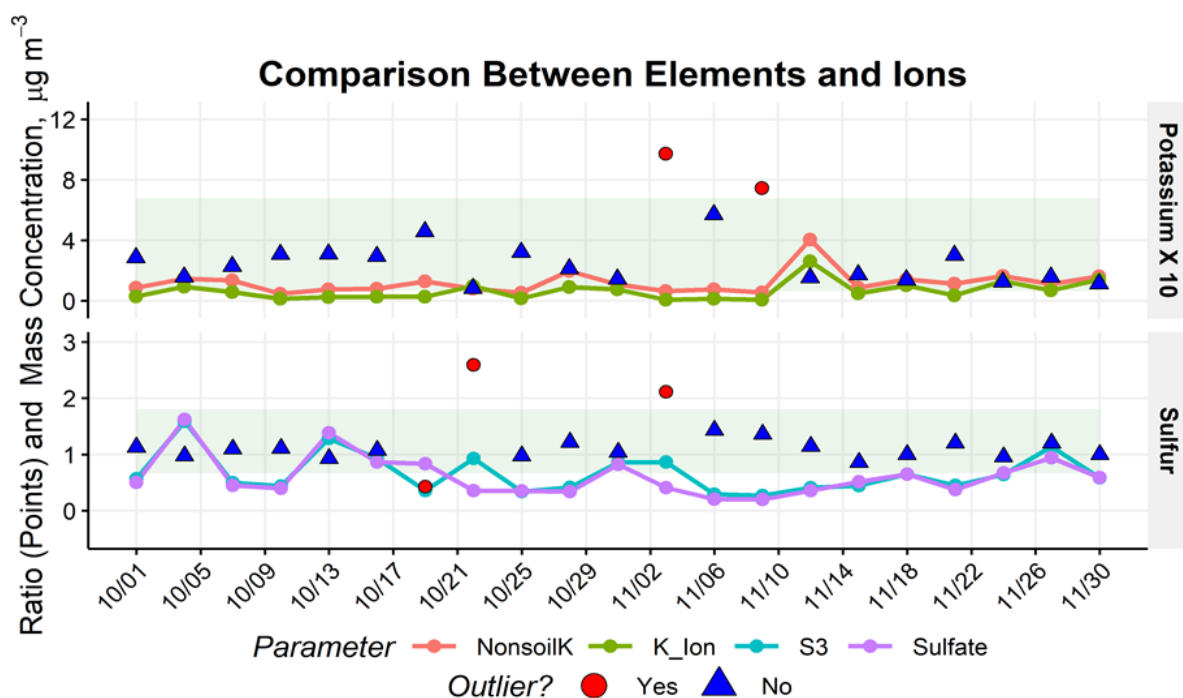 Comparison Between Elements and Ions
Ratio (Points) and Mass Concentration, μg m⁻³
12
8
4
0
Potassium X 10
3
2
1
0
Sulfur
10/01 10/05 10/09 10/13 10/17 10/21 10/25 10/29 11/02 11/06 11/10 11/14 11/18 11/22 11/26 11/30
Parameter NonsoilK K_Ion S3 Sulfate
Outlier? Yes No